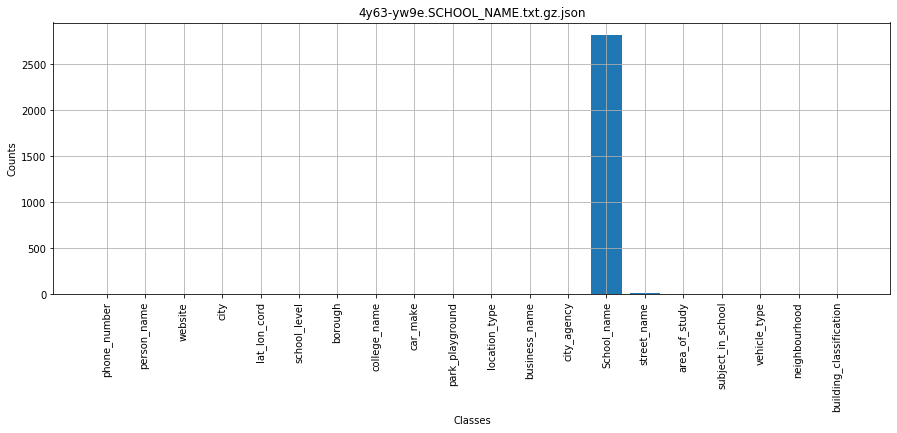 4y63-yw9e.SCHOOL_NAME.txt.gz.json
Counts
2500
2000
1500
1000
500
0
phone_number
person_name
website
city
lat_lon_cord
school_level
borough
college_name
car_make
park_playground
location_type
business_name
city_agency
School_name
street_name
area_of_study
subject_in_school
vehicle_type
neighbourhood
building_classification
Classes